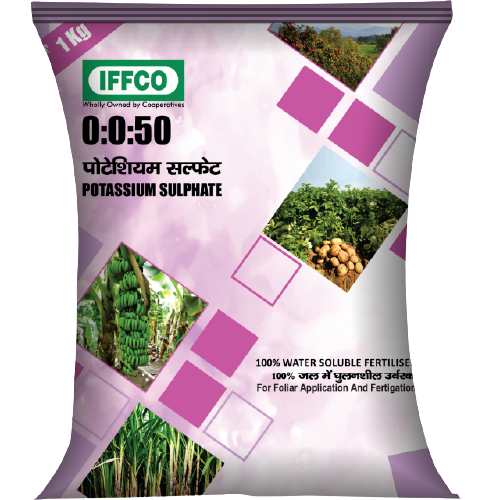 1 Kg
IFFCO
Wholly Owned by Cooperatives
0:0:50
पोटेशियम सल्फेट
POTASSIUM SULPHATE
100% WATER SOLUBLE FERTILISE
100% जल में घुलनशील उर्वरक
For Foliar Application And Fertigation